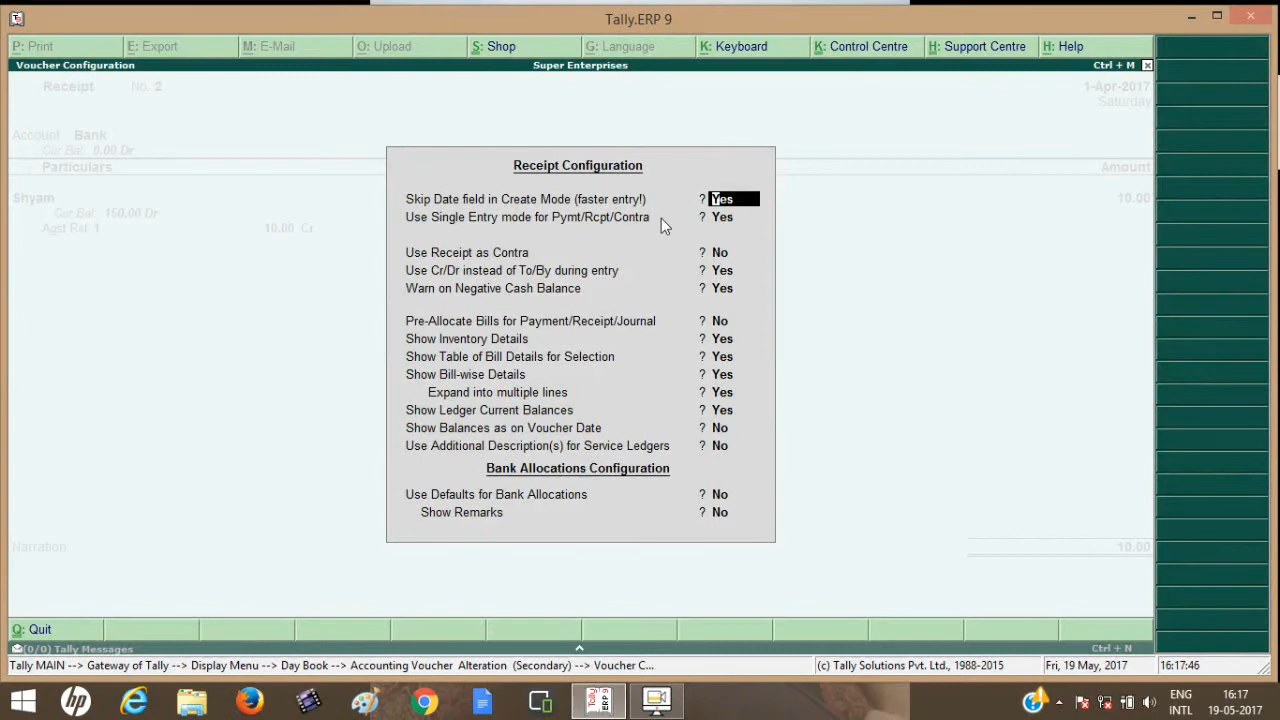 Tally.ERP 9
P: Print E: Export M: E-Mail O: Upload S: Shop G: Language K: Keyboard K: Control Centre H: Support Centre H: Help
Voucher Configuration Super Enterprises Ctrl + M
Receipt No. 2 1-Apr-2017
Saturday
Account Bank
Cur Bal: 0.00 Dr
Particulars Amount
Shyam 10.00
Cur Bal: 150.00 Dr
Agst Ref 1 10.00 Cr
Receipt Configuration
Skip Date field in Create Mode (faster entry!) ? Yes
Use Single Entry mode for Pymt/Rcpt/Contra ? Yes
Use Receipt as Contra ? No
Use Cr/Dr instead of To/By during entry ? Yes
Warn on Negative Cash Balance ? Yes
Pre-Allocate Bills for Payment/Receipt/Journal ? No
Show Inventory Details ? Yes
Show Table of Bill Details for Selection ? Yes
Show Bill-wise Details ? Yes
Expand into multiple lines ? Yes
Show Ledger Current Balances ? Yes
Show Balances as on Voucher Date ? No
Use Additional Description(s) for Service Ledgers ? No
Bank Allocations Configuration
Use Defaults for Bank Allocations ? No
Show Remarks ? No
Narration 10.00
Q: Quit
(0/0) Tally Messages Ctrl + N
Tally MAIN --> Gateway of Tally --> Display Menu --> Day Book --> Accounting Voucher Alteration (Secondary) --> Voucher C... (c) Tally Solutions Pvt. Ltd., 1988-2015 Fri, 19 May, 2017 16:17:46
ENG 16:17
INTL 19-05-2017